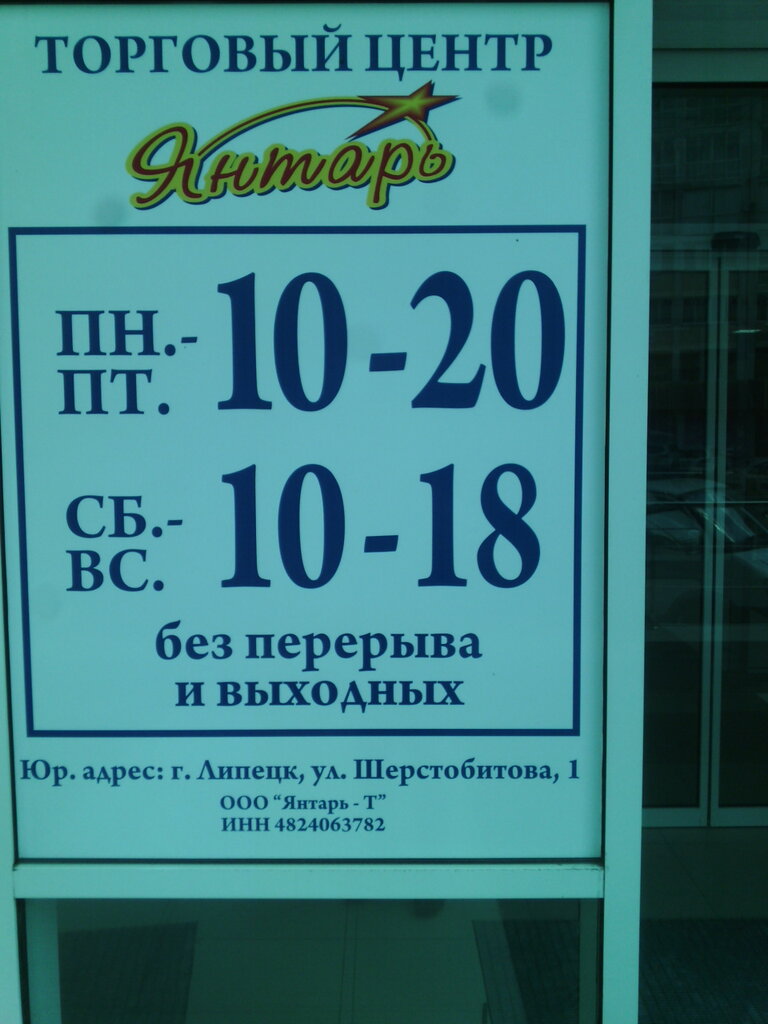 ТОРГОВЫЙ ЦЕНТР
Янтарь
ПН.- ПТ. 10-20
СБ.- ВС. 10-18
без перерыва
и выходных
Юр. адрес: г. Липецк, ул. Шерстобитова, 1
ООО "Янтарь - Т"
ИНН 4824063782